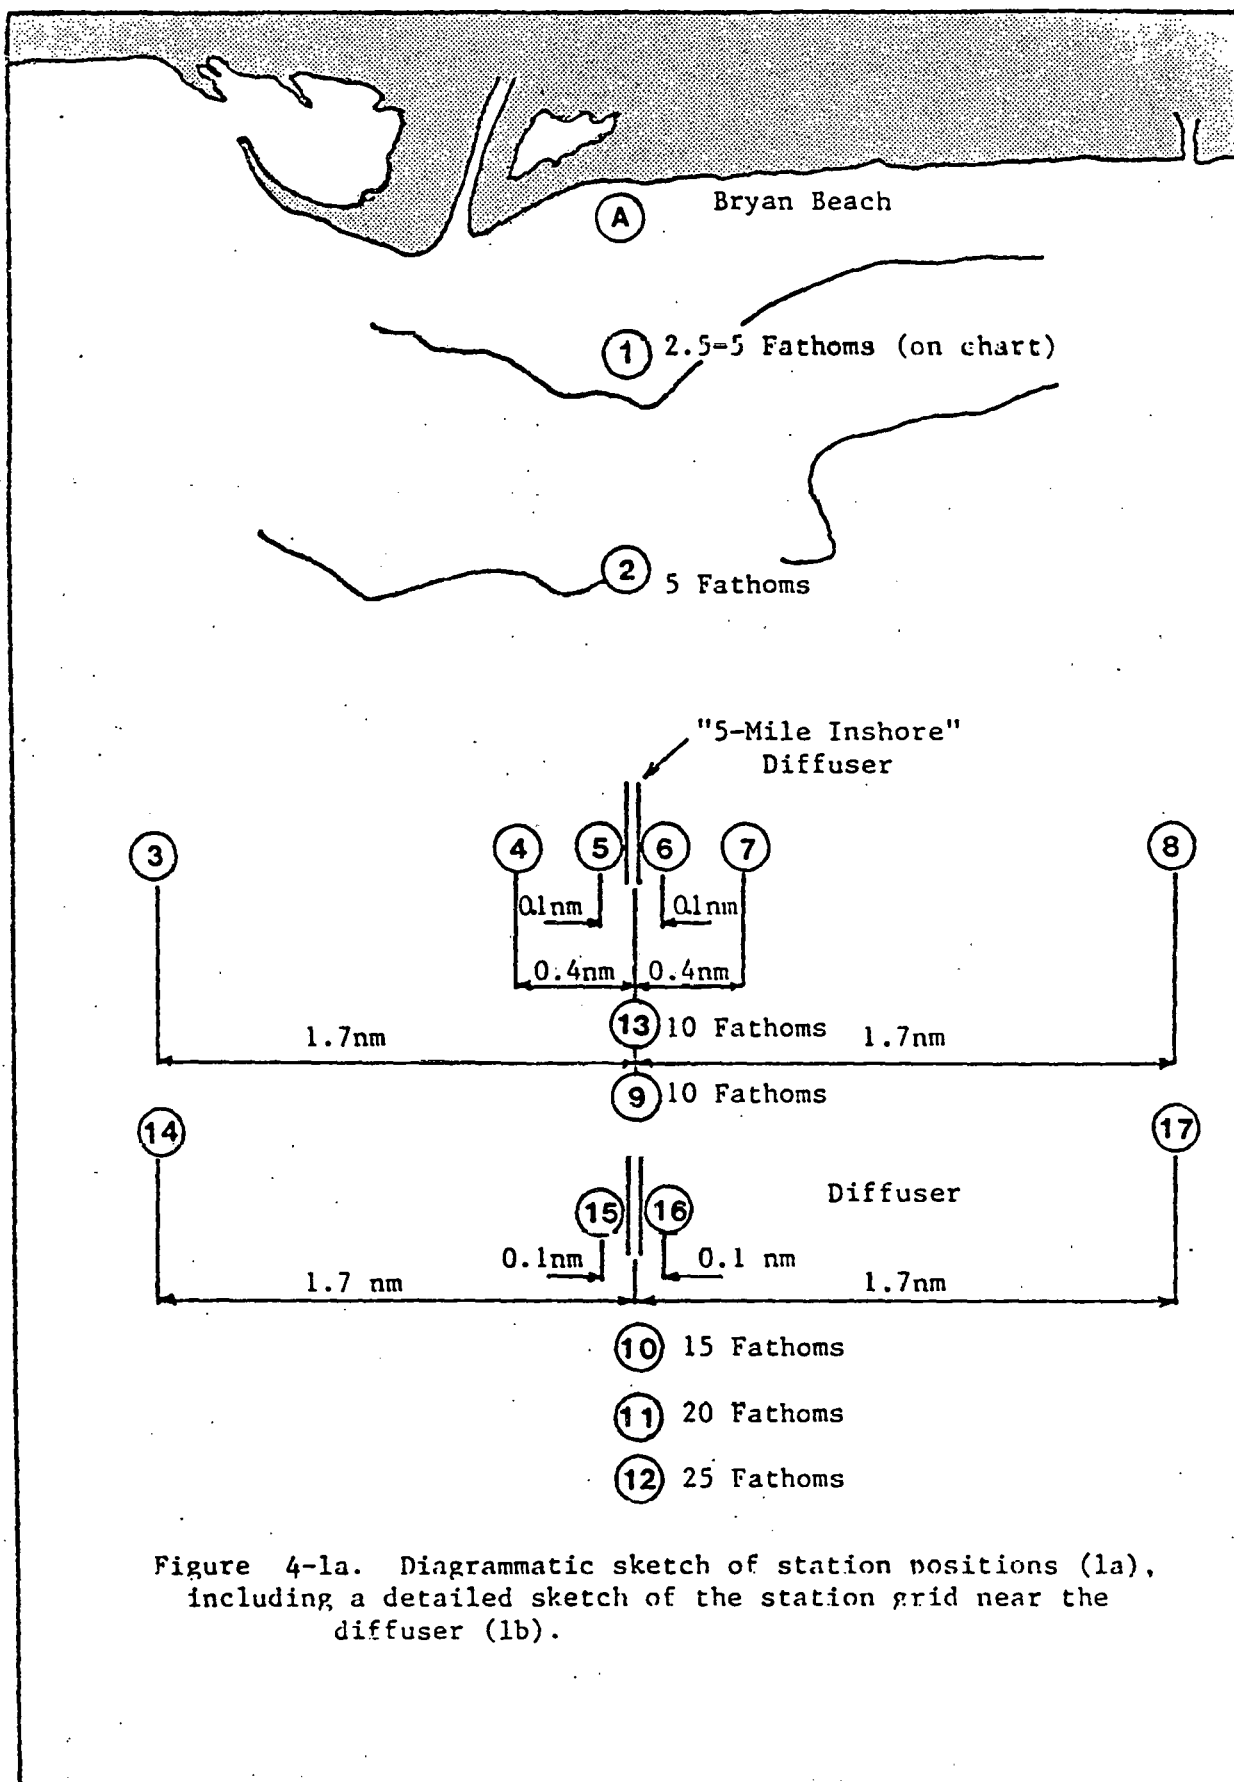 Bryan Beach
A
1 2.5=5 Fathoms (on chart)
2
5 Fathoms
"5-Mile Inshore"
Diffuser
3 4 5 6 7 8
0.1nm 0.1nm
0.4nm 0.4nm
13 10 Fathoms
1.7nm 1.7nm
9 10 Fathoms
14 17
Diffuser
15 16
0.1nm 0.1 nm
1.7 nm 1.7nm
10 15 Fathoms
11 20 Fathoms
12 25 Fathoms
Figure 4-1a. Diagrammatic sketch of station positions (1a),
including a detailed sketch of the station grid near the
diffuser (1b).